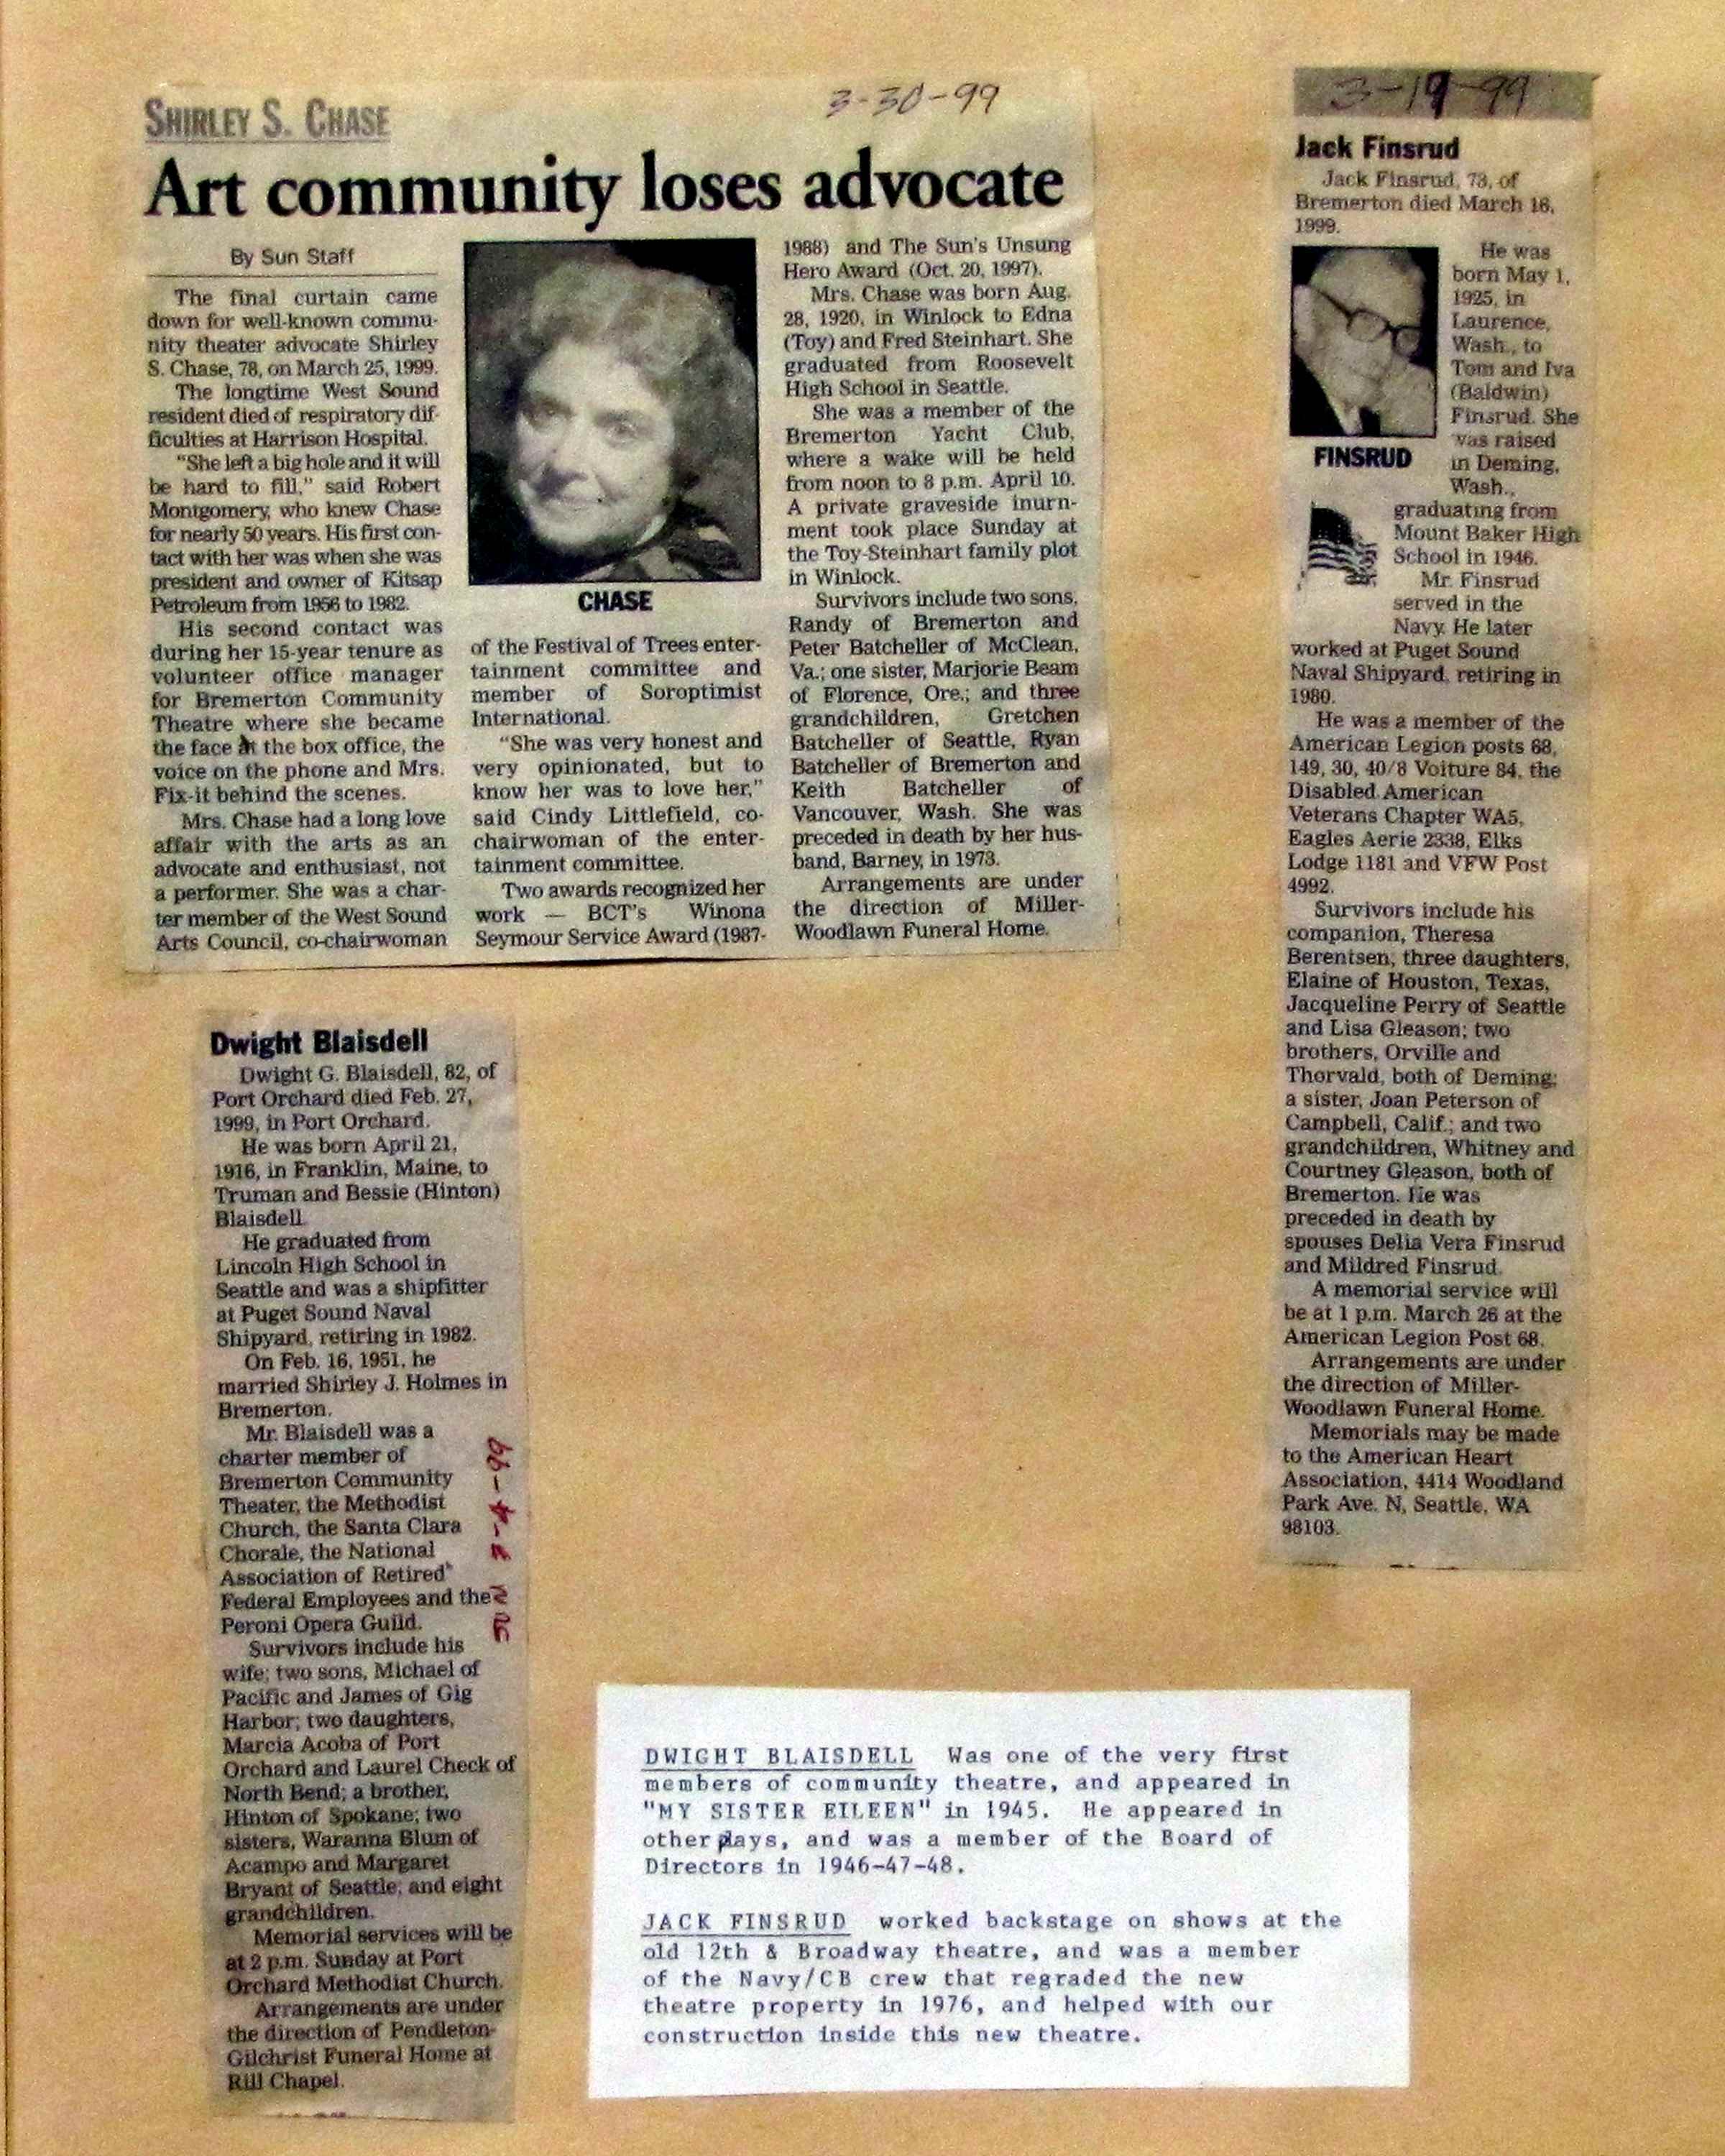 3-30-99
SHIRLEY S. CHASE
Art community loses advocate
By Sun Staff
The final curtain came
down for well-known commu-
nity theater advocate Shirley
S. Chase, 78, on March 25, 1999.
The longtime West Sound
resident died of respiratory dif-
ficulties at Harrison Hospital.
"She left a big hole and it will
be hard to fill," said Robert
Montgomery, who knew Chase
for nearly 50 years. His first con-
tact with her was when she was
president and owner of Kitsap
Petroleum from 1956 to 1982.
His second contact was
during her 15-year tenure as
volunteer office manager
for Bremerton Community
Theatre where she became
the face at the box office, the
voice on the phone and Mrs.
Fix-it behind the scenes.
Mrs. Chase had a long love
affair with the arts as an
advocate and enthusiast, not
a performer. She was a char-
ter member of the West Sound
Arts Council, co-chairwoman
CHASE
of the Festival of Trees enter-
tainment committee and
member of Soroptimist
International.
"She was very honest and
very opinionated, but to
know her was to love her,"
said Cindy Littlefield, co-
chairwoman of the enter-
tainment committee.
Two awards recognized her
work — BCT's Winona
Seymour Service Award (1987-
1988) and The Sun's Unsung
Hero Award (Oct. 20, 1997).
Mrs. Chase was born Aug.
28, 1920, in Winlock to Edna
(Toy) and Fred Steinhart. She
graduated from Roosevelt
High School in Seattle.
She was a member of the
Bremerton Yacht Club,
where a wake will be held
from noon to 8 p.m. April 10.
A private graveside inurn-
ment took place Sunday at
the Toy-Steinhart family plot
in Winlock.
Survivors include two sons,
Randy of Bremerton and
Peter Batcheller of McClean,
Va.; one sister, Marjorie Beam
of Florence, Ore.; and three
grandchildren, Gretchen
Batcheller of Seattle, Ryan
Batcheller of Bremerton and
Keith Batcheller of
Vancouver, Wash. She was
preceded in death by her hus-
band, Barney, in 1973.
Arrangements are under
the direction of Miller-
Woodlawn Funeral Home.
3-19-99
Jack Finsrud
Jack Finsrud, 73, of
Bremerton died March 16,
1999.
He was
born May 1,
1925, in
Laurence,
Wash., to
Tom and Iva
(Baldwin)
Finsrud. She
was raised
in Deming,
Wash.,
FINSRUD
graduating from
Mount Baker High
School in 1946.
Mr. Finsrud
served in the
Navy. He later
worked at Puget Sound
Naval Shipyard, retiring in
1980.
He was a member of the
American Legion posts 68,
149, 30, 40/8 Voiture 84, the
Disabled American
Veterans Chapter WA5,
Eagles Aerie 2338, Elks
Lodge 1181 and VFW Post
4992.
Survivors include his
companion, Theresa
Berentsen; three daughters,
Elaine of Houston, Texas,
Jacqueline Perry of Seattle
and Lisa Gleason; two
brothers, Orville and
Thorvald, both of Deming;
a sister, Joan Peterson of
Campbell, Calif.; and two
grandchildren, Whitney and
Courtney Gleason, both of
Bremerton. He was
preceded in death by
spouses Delia Vera Finsrud
and Mildred Finsrud.
A memorial service will
be at 1 p.m. March 26 at the
American Legion Post 68.
Arrangements are under
the direction of Miller-
Woodlawn Funeral Home.
Memorials may be made
to the American Heart
Association, 4414 Woodland
Park Ave. N, Seattle, WA
98103.
Dwight Blaisdell
Dwight G. Blaisdell, 82, of
Port Orchard died Feb. 27,
1999, in Port Orchard.
He was born April 21,
1916, in Franklin, Maine, to
Truman and Bessie (Hinton)
Blaisdell.
He graduated from
Lincoln High School in
Seattle and was a shipfitter
at Puget Sound Naval
Shipyard, retiring in 1982.
On Feb. 16, 1951, he
married Shirley J. Holmes in
Bremerton.
Mr. Blaisdell was a
charter member of
Bremerton Community
Theater, the Methodist
Church, the Santa Clara
Chorale, the National
Association of Retired
Federal Employees and the
Peroni Opera Guild.
Survivors include his
wife; two sons, Michael of
Pacific and James of Gig
Harbor; two daughters,
Marcia Acoba of Port
Orchard and Laurel Check of
North Bend; a brother,
Hinton of Spokane; two
sisters, Waranna Blum of
Acampo and Margaret
Bryant of Seattle; and eight
grandchildren.
Memorial services will be
at 2 p.m. Sunday at Port
Orchard Methodist Church.
Arrangements are under
the direction of Pendleton-
Gilchrist Funeral Home at
Rill Chapel.
DWIGHT BLAISDELL Was one of the very first
members of community theatre, and appeared in
"MY SISTER EILEEN" in 1945. He appeared in
other plays, and was a member of the Board of
Directors in 1946-47-48.
JACK FINSRUD worked backstage on shows at the
old 12th & Broadway theatre, and was a member
of the Navy/CB crew that regraded the new
theatre property in 1976, and helped with our
construction inside this new theatre.